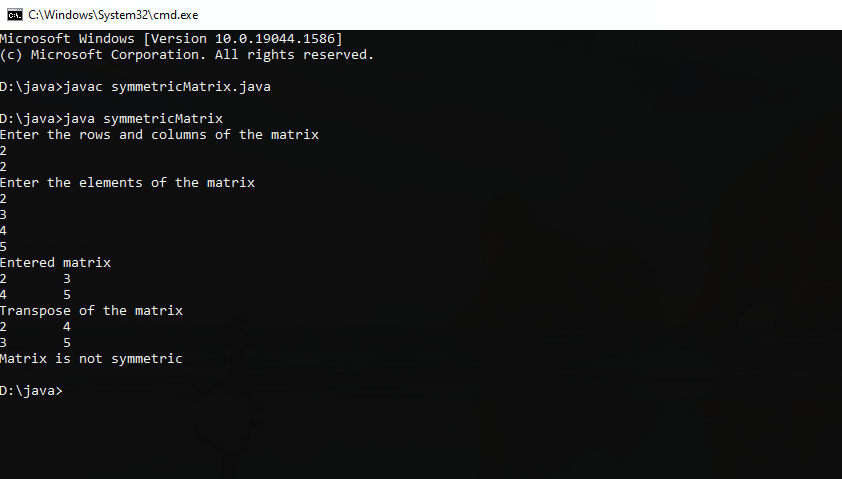 C:\Windows\System32\cmd.exe
Microsoft Windows [Version 10.0.19044.1586]
(c) Microsoft Corporation. All rights reserved.
D:\java>javac symmetricMatrix.java
D:\java>java symmetricMatrix
Enter the rows and columns of the matrix
2
2
Enter the elements of the matrix
2
3
4
5
Entered matrix
2 3
4 5
Transpose of the matrix
2 4
3 5
Matrix is not symmetric
D:\java>